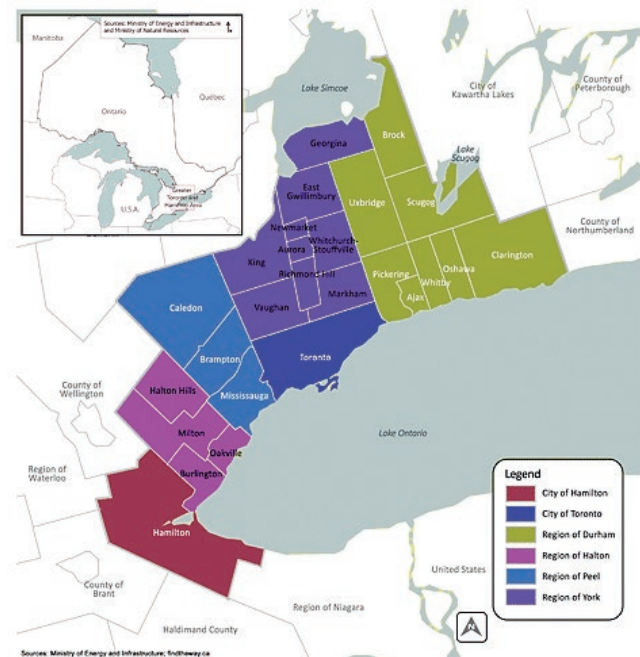 Sources: Ministry of Energy and Infrastructure
and Ministry of Natural Resources
Manitoba
Ontario
Québec
U.S.A.
Greater
Toronto and
Hamilton Area
Lake Simcoe
City of
Kawartha Lakes
County of
Peterborough
Brock
Georgina
Lake
Scugog
East
Gwillimbury
Uxbridge
Scugog
County of
Northumberland
Newmarket
Aurora
Whitchurch-
Stouffville
King
Richmond Hill
Pickering
Whitby
Oshawa
Clarington
Ajax
Vaughan
Markham
Caledon
Brampton
Toronto
Mississauga
Halton Hills
County of
Wellington
Milton
Oakville
Lake Ontario
Region of
Waterloo
Burlington
Hamilton
County of
Brant
Haldimand County
Region of Niagara
United States
Legend
City of Hamilton
City of Toronto
Region of Durham
Region of Halton
Region of Peel
Region of York
Sources: Ministry of Energy and Infrastructure; findtheway.ca